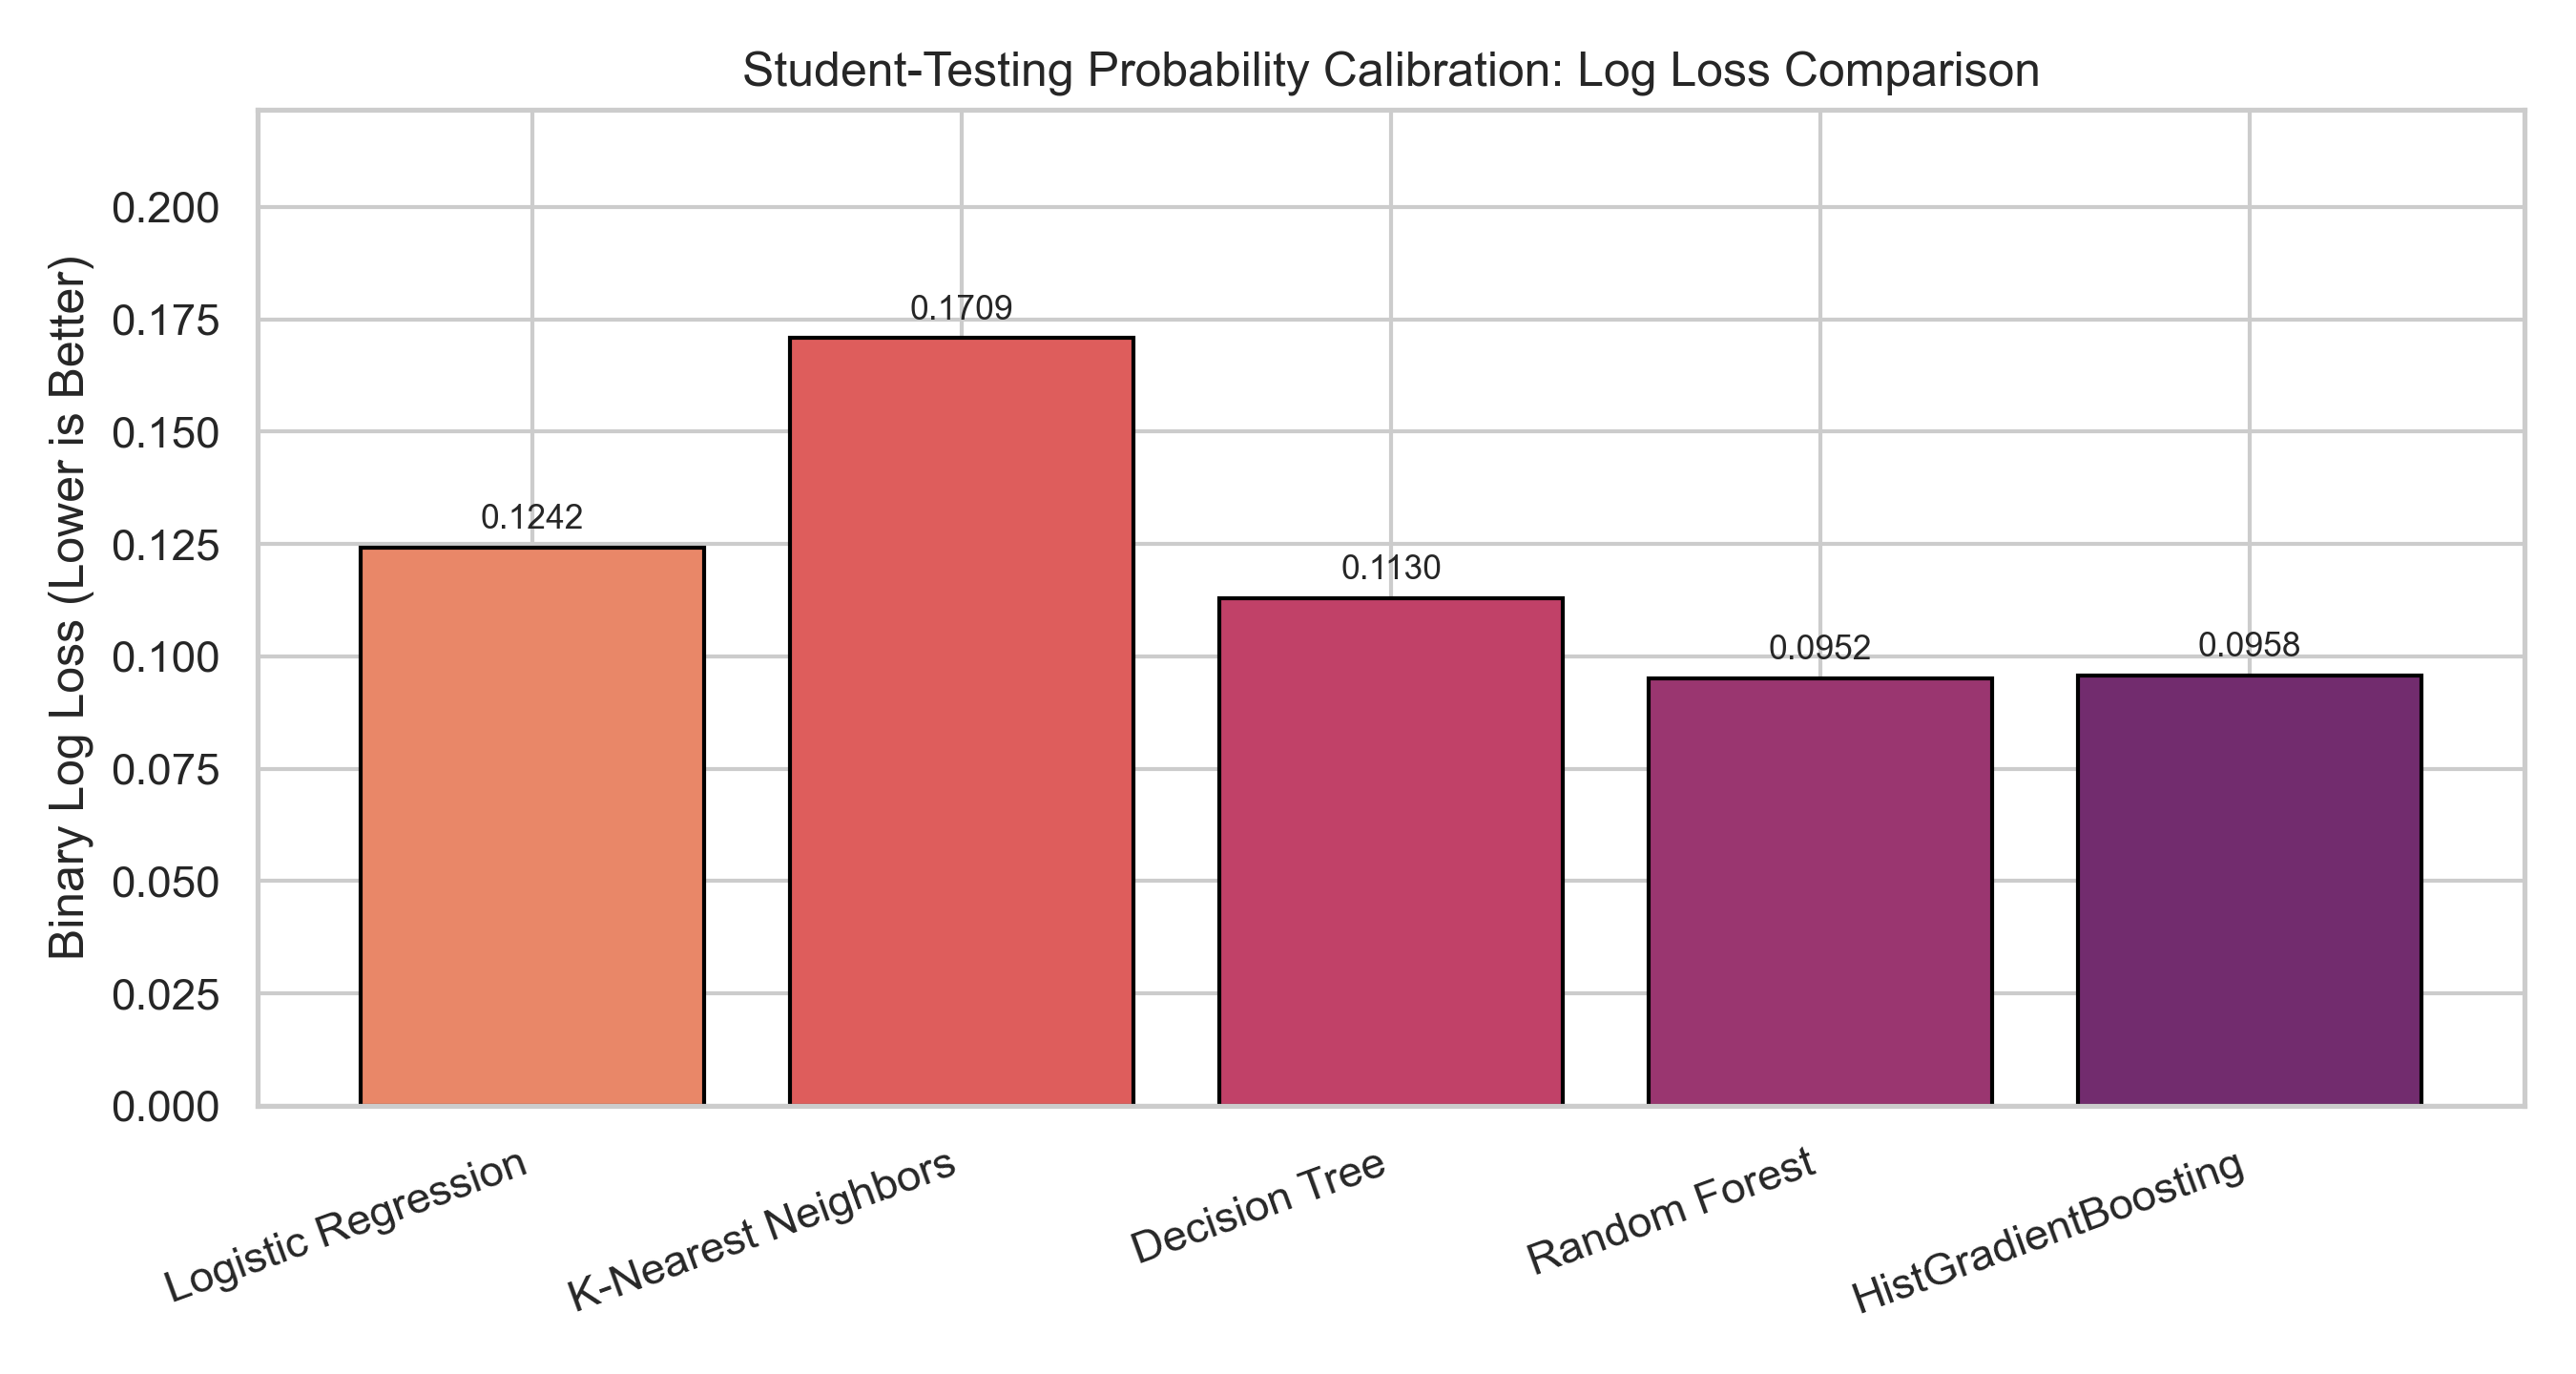 Student-Testing Probability Calibration: Log Loss Comparison
Binary Log Loss (Lower is Better)
0.200
0.175
0.150
0.125
0.100
0.075
0.050
0.025
0.000
0.1242
0.1709
0.1130
0.0952
0.0958
Logistic Regression
K-Nearest Neighbors
Decision Tree
Random Forest
HistGradientBoosting